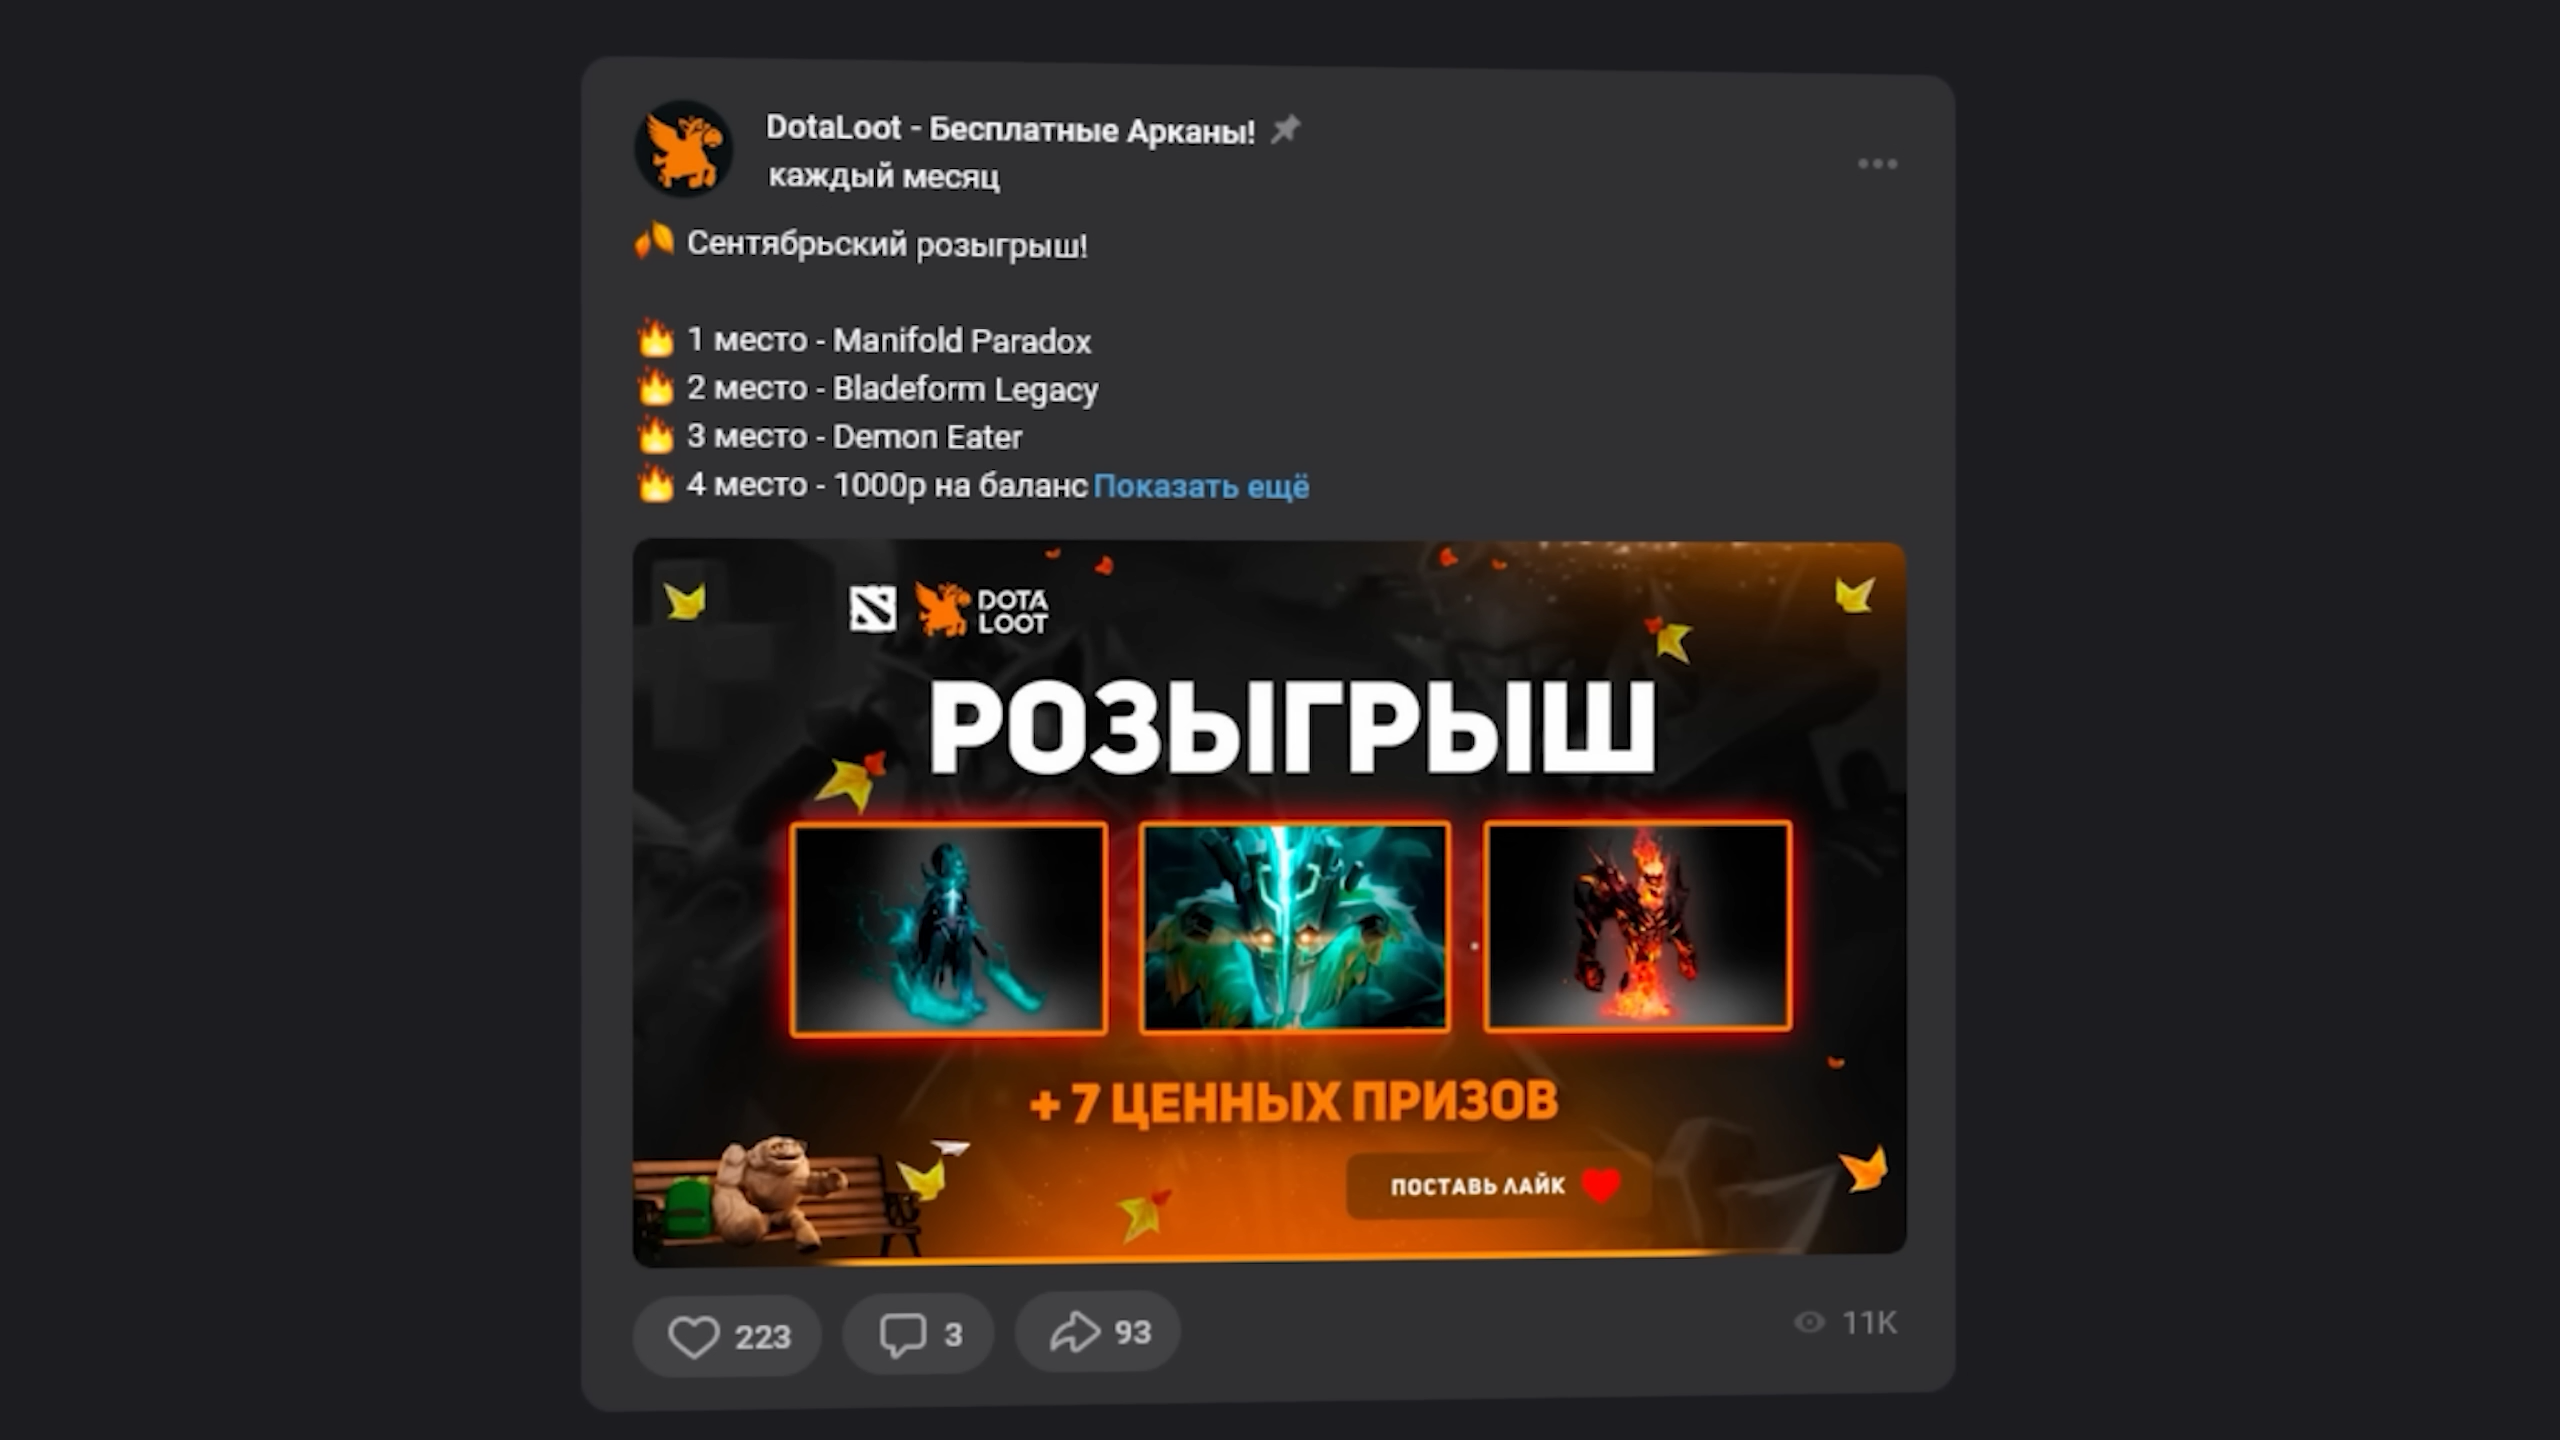 DotaLoot - Бесплатные Арканы!
каждый месяц
Сентябрьский розыгрыш!
1 место - Manifold Paradox
2 место - Bladeform Legacy
3 место - Demon Eater
4 место - 1000р на баланс Показать ещё
DOTA
LOOT
РОЗЫГРЫШ
+ 7 ЦЕННЫХ ПРИЗОВ
ПОСТАВЬ ЛАЙК
223 3 93 11K